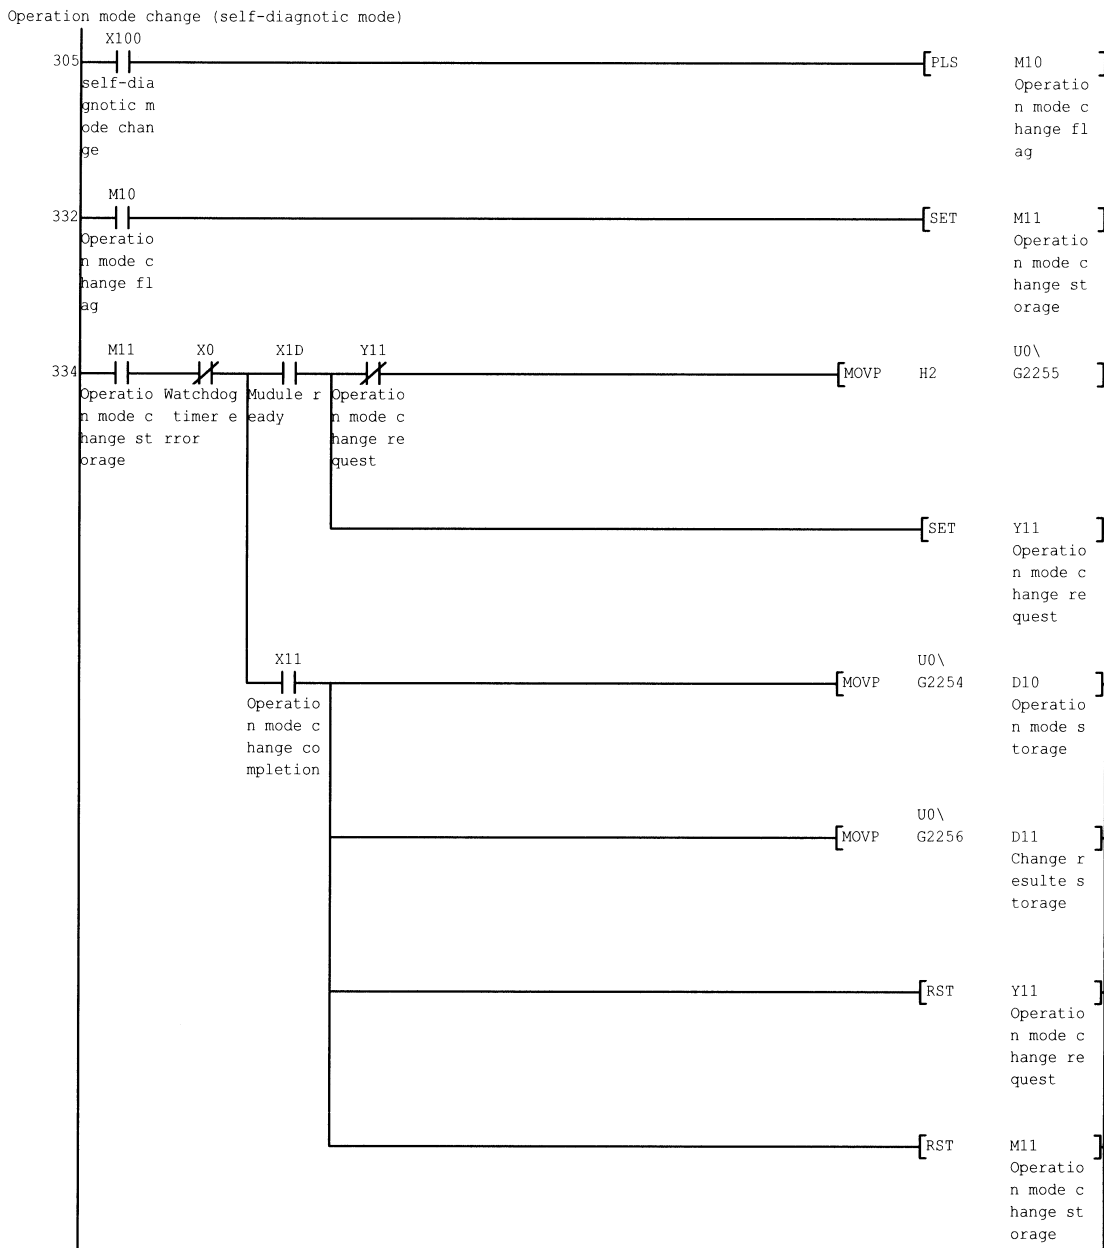 Operation mode change (self-diagnotic mode)
X100
305 [PLS M10 ]
self-dia
gnotic m
ode chan
ge
Operatio
n mode c
hange fl
ag
M10
332 [SET M11 ]
Operatio
n mode c
hange fl
ag
Operatio
n mode c
hange st
orage
M11 X0 X1D Y11 U0\
334 [MOVP H2 G2255 ]
Operatio Watchdog Mudule r Operatio
n mode c timer e eady n mode c
hange st rror hange re
orage quest
[SET Y11 ]
Operatio
n mode c
hange re
quest
X11 U0\
[MOVP G2254 D10 ]
Operatio
n mode c
hange co
mpletion
Operatio
n mode s
torage
U0\
[MOVP G2256 D11 ]
Change r
esulte s
torage
[RST Y11 ]
Operatio
n mode c
hange re
quest
[RST M11 ]
Operatio
n mode c
hange st
orage